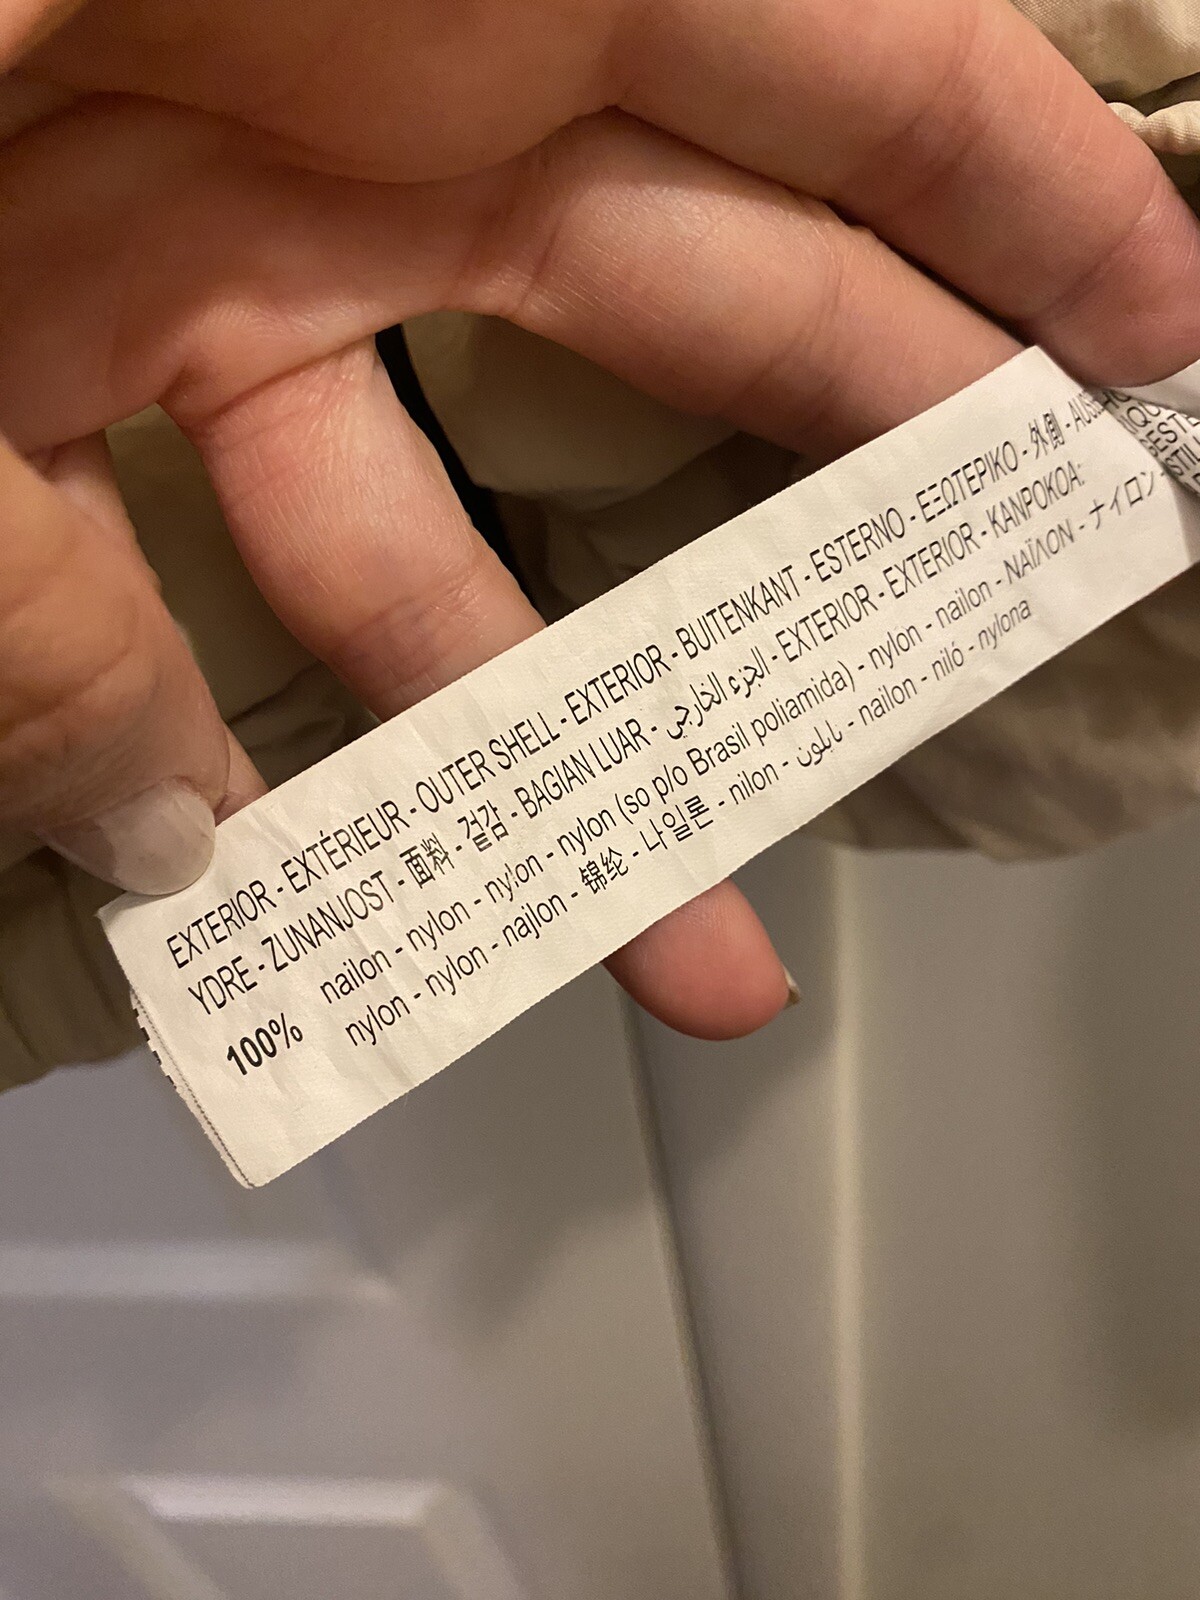 EXTERIOR - EXTÉRIEUR - OUTER SHELL - EXTERIOR - BUITENKANT - ESTERNO - ΕΞΩΤΕΡΙΚΟ - 外側 -
YDRE - ZUNANJOST - 面料 - 겉감 - BAGIAN LUAR - الجزء الخارجي - EXTERIOR - EXTERIOR - KANPOKOA:
100% nailon - nylon - nylon - nylon (so p/o Brasil poliamida) - nylon - nailon - ΝΑΪΛΟΝ - ナイロン -
nylon - nylon - najlon - 锦纶 - 나일론 - nilon - نايلون - nailon - niló - nylona